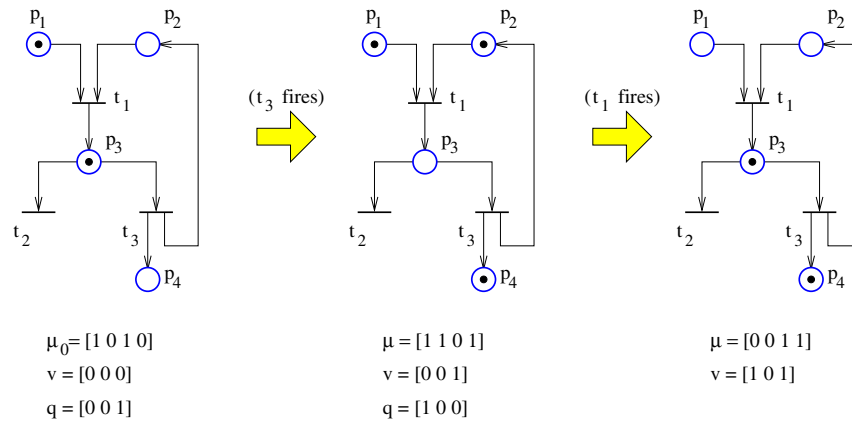 p1 p2
t1
p3
t2
t3
p4
μ0= [1 0 1 0]
v = [0 0 0]
q = [0 0 1]
(t3 fires)
p1 p2
t1
p3
t2
t3
p4
μ = [1 1 0 1]
v = [0 0 1]
q = [1 0 0]
(t1 fires)
p1 p2
t1
p3
t2
t3
p4
μ = [0 0 1 1]
v = [1 0 1]